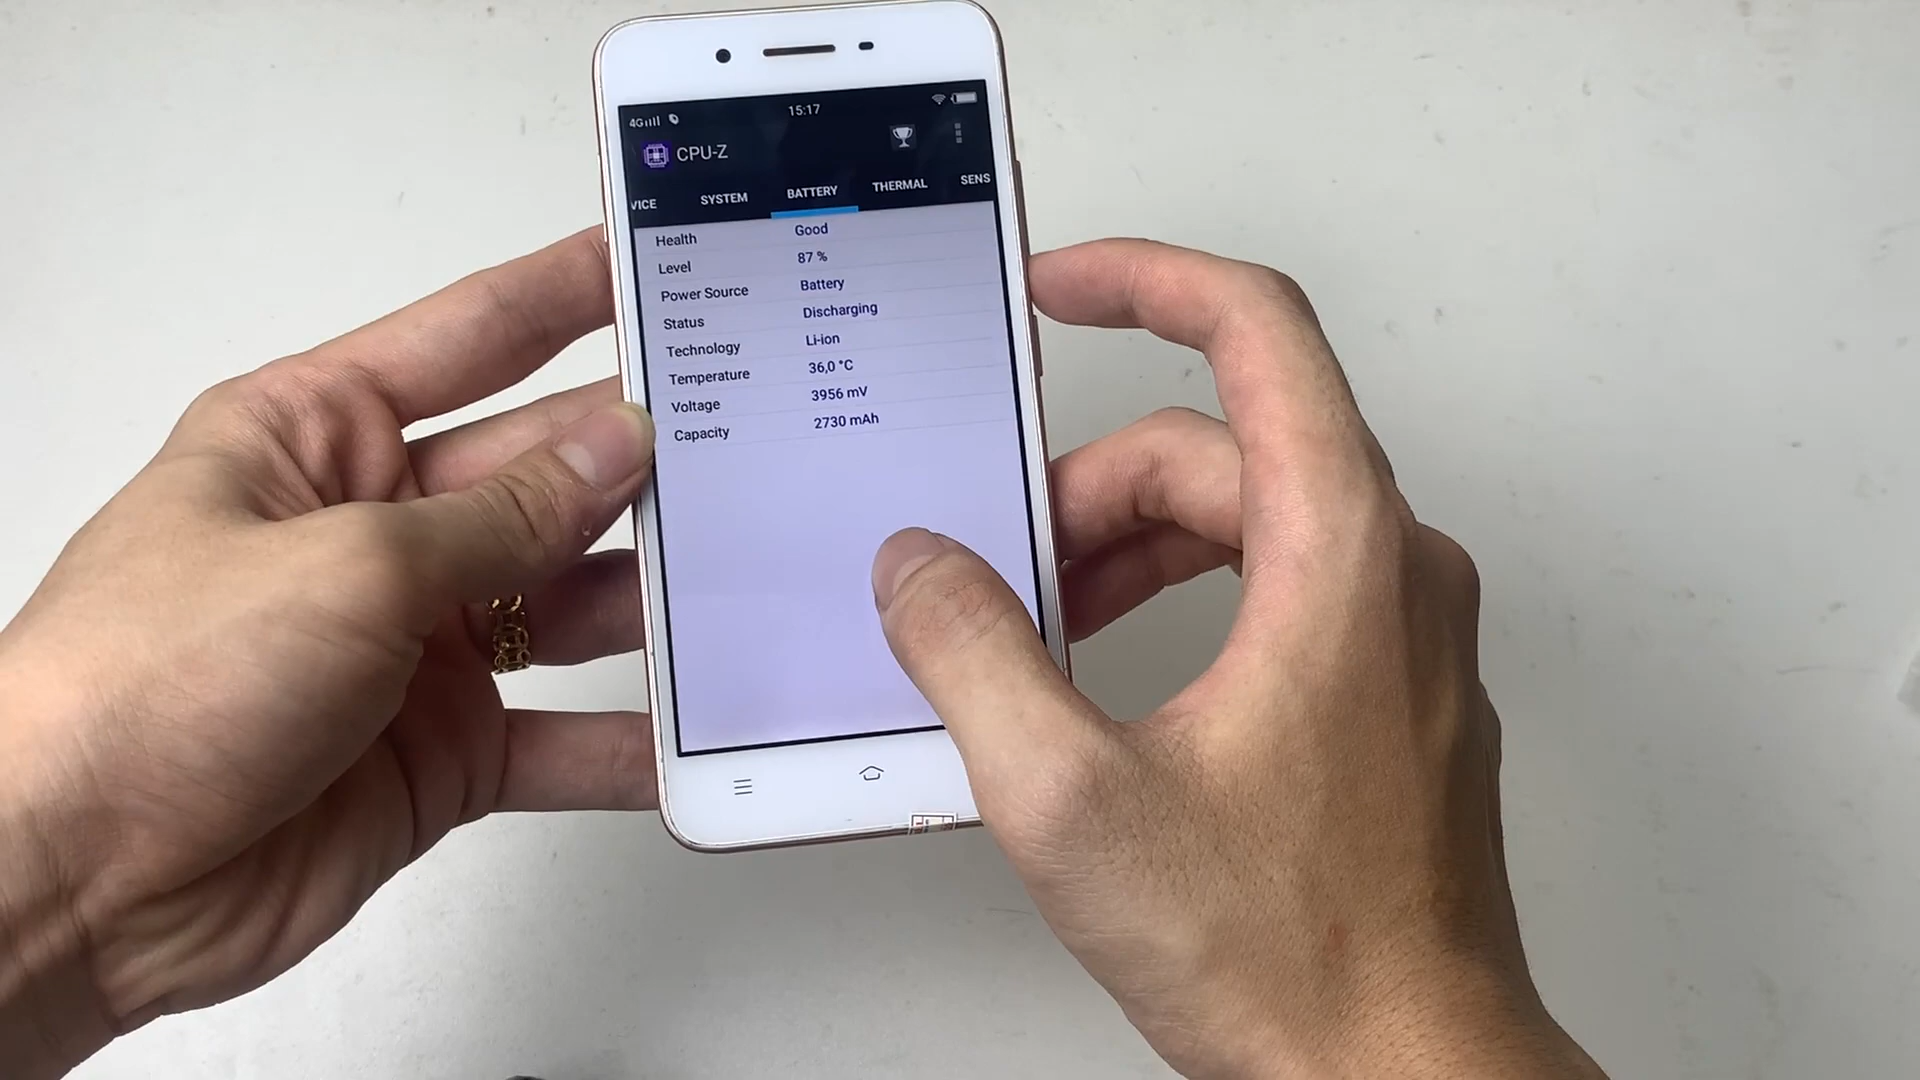 4G 15:17
CPU-Z
VICE SYSTEM BATTERY THERMAL SENS
Health Good
Level 87 %
Power Source Battery
Status Discharging
Technology Li-ion
Temperature 36,0 °C
Voltage 3956 mV
Capacity 2730 mAh